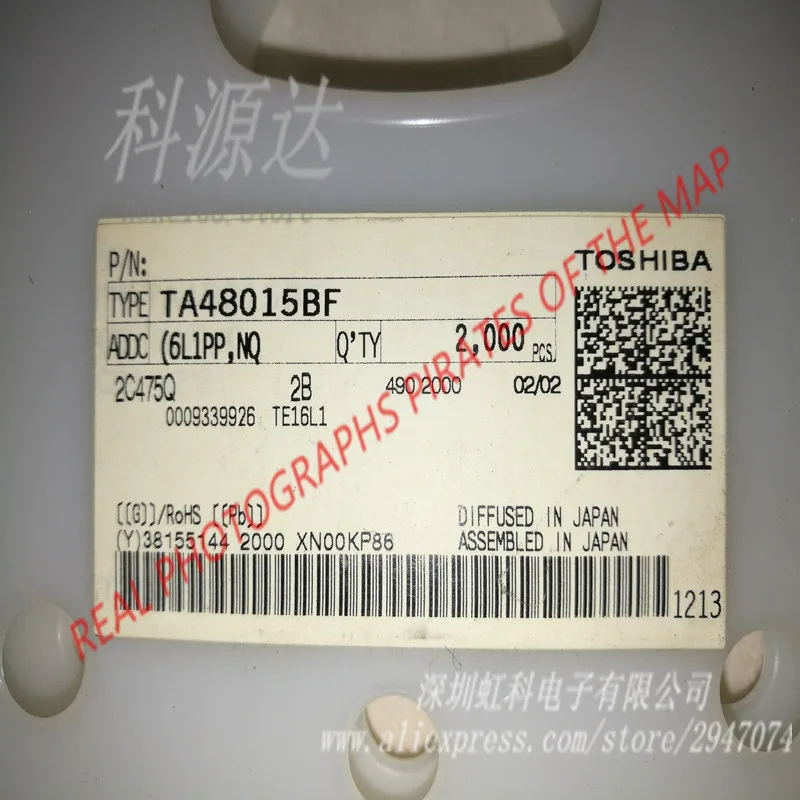 科源达
REAL PHOTOGRAPHS PIRATES OF THE MAP
P/N:
TOSHIBA
TYPE TA48015BF
ADDC (6L1PP,NQ Q'TY 2,000 PCS.
2C475Q 2B 490 2000 02/02
0009339926 TE16L1
[[G]]/RoHS [[Pb]] DIFFUSED IN JAPAN
(Y)38155144 2000 XN00KP86 ASSEMBLED IN JAPAN
1213
深圳虹科电子有限公司
www.aliexpress.com/store/2947074